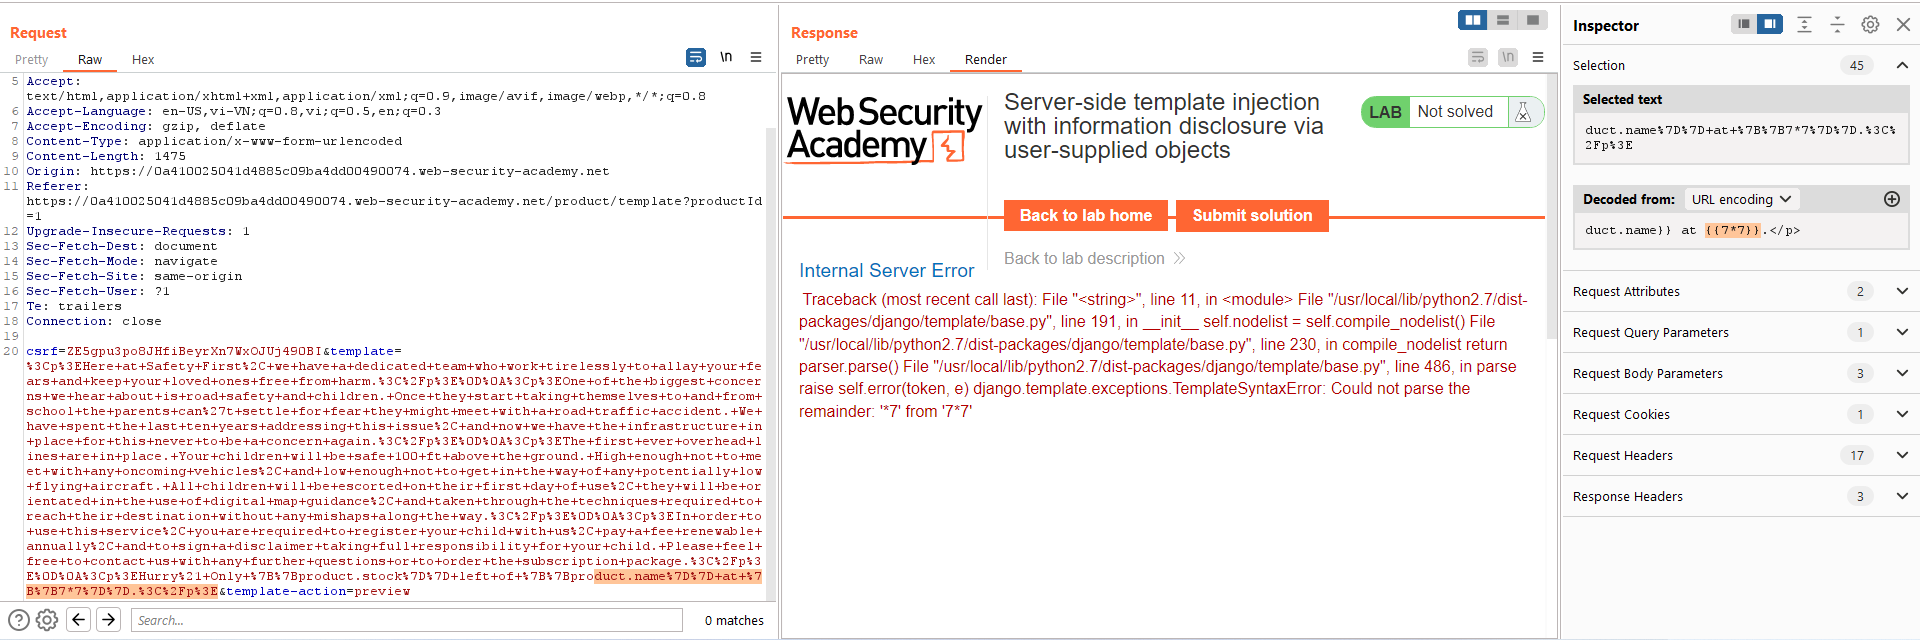 Request
Pretty
Raw
Hex
\n
5 Accept:
text/html,application/xhtml+xml,application/xml;q=0.9,image/avif,image/webp,*/*;q=0.8
6 Accept-Language: en-US,vi-VN;q=0.8,vi;q=0.5,en;q=0.3
7 Accept-Encoding: gzip, deflate
8 Content-Type: application/x-www-form-urlencoded
9 Content-Length: 1475
10 Origin: https://0a410025041d4885c09ba4dd00490074.web-security-academy.net
11 Referer:
https://0a410025041d4885c09ba4dd00490074.web-security-academy.net/product/template?productId
=1
12 Upgrade-Insecure-Requests: 1
13 Sec-Fetch-Dest: document
14 Sec-Fetch-Mode: navigate
15 Sec-Fetch-Site: same-origin
16 Sec-Fetch-User: ?1
17 Te: trailers
18 Connection: close
19
20 csrf=ZE5gpu3po8JHfiBeyrXn7WxOJUj490BI&template=
%3Cp%3EHere+at+Safety+First%2C+we+have+a+dedicated+team+who+work+tirelessly+to+allay+your+fe
ars+and+keep+your+loved+ones+free+from+harm.%3C%2Fp%3E%0D%0A%3Cp%3EOne+of+the+biggest+concer
ns+we+hear+about+is+road+safety+and+children.+Once+they+start+taking+themselves+to+and+from+
school+the+parents+can%27t+settle+for+fear+they+might+meet+with+a+road+traffic+accident.+We+
have+spent+the+last+ten+years+addressing+this+issue%2C+and+now+we+have+the+infrastructure+in
+place+for+this+never+to+be+a+concern+again.%3C%2Fp%3E%0D%0A%3Cp%3EThe+first+ever+overhead+l
ines+are+in+place.+Your+children+will+be+safe+100+ft+above+the+ground.+High+enough+not+to+me
et+with+any+oncoming+vehicles%2C+and+low+enough+not+to+get+in+the+way+of+any+potentially+low
+flying+aircraft.+All+children+will+be+escorted+on+their+first+day+of+use%2C+they+will+be+or
ientated+in+the+use+of+digital+map+guidance%2C+and+taken+through+the+techniques+required+to+
reach+their+destination+without+any+mishaps+along+the+way.%3C%2Fp%3E%0D%0A%3Cp%3EIn+order+to
+use+this+service%2C+you+are+required+to+register+your+child+with+us%2C+pay+a+fee+renewable+
annually%2C+and+to+sign+a+disclaimer+taking+full+responsibility+for+your+child.+Please+feel+
free+to+contact+us+with+any+further+questions+or+to+order+the+subscription+package.%3C%2Fp%3
E%0D%0A%3Cp%3EHurry%21+Only+%7B%7Bproduct.stock%7D%7D+left+of+%7B%7Bproduct.name%7D%7D+at+%7
B%7B7*7%7D%7D.%3C%2Fp%3E&template-action=preview
Search...
0 matches
Response
Pretty
Raw
Hex
Render
\n
Web Security
Academy
Server-side template injection
with information disclosure via
user-supplied objects
LAB
Not solved
Back to lab home
Submit solution
Back to lab description
Internal Server Error
Traceback (most recent call last): File "<string>", line 11, in <module> File "/usr/local/lib/python2.7/dist-
packages/django/template/base.py", line 191, in __init__ self.nodelist = self.compile_nodelist() File
"/usr/local/lib/python2.7/dist-packages/django/template/base.py", line 230, in compile_nodelist return
parser.parse() File "/usr/local/lib/python2.7/dist-packages/django/template/base.py", line 486, in parse
raise self.error(token, e) django.template.exceptions.TemplateSyntaxError: Could not parse the
remainder: '*7' from '7*7'
Inspector
Selection
45
Selected text
duct.name%7D%7D+at+%7B%7B7*7%7D%7D.%3C%
2Fp%3E
Decoded from:
URL encoding
duct.name}} at {{7*7}}.</p>
Request Attributes
2
Request Query Parameters
1
Request Body Parameters
3
Request Cookies
1
Request Headers
17
Response Headers
3